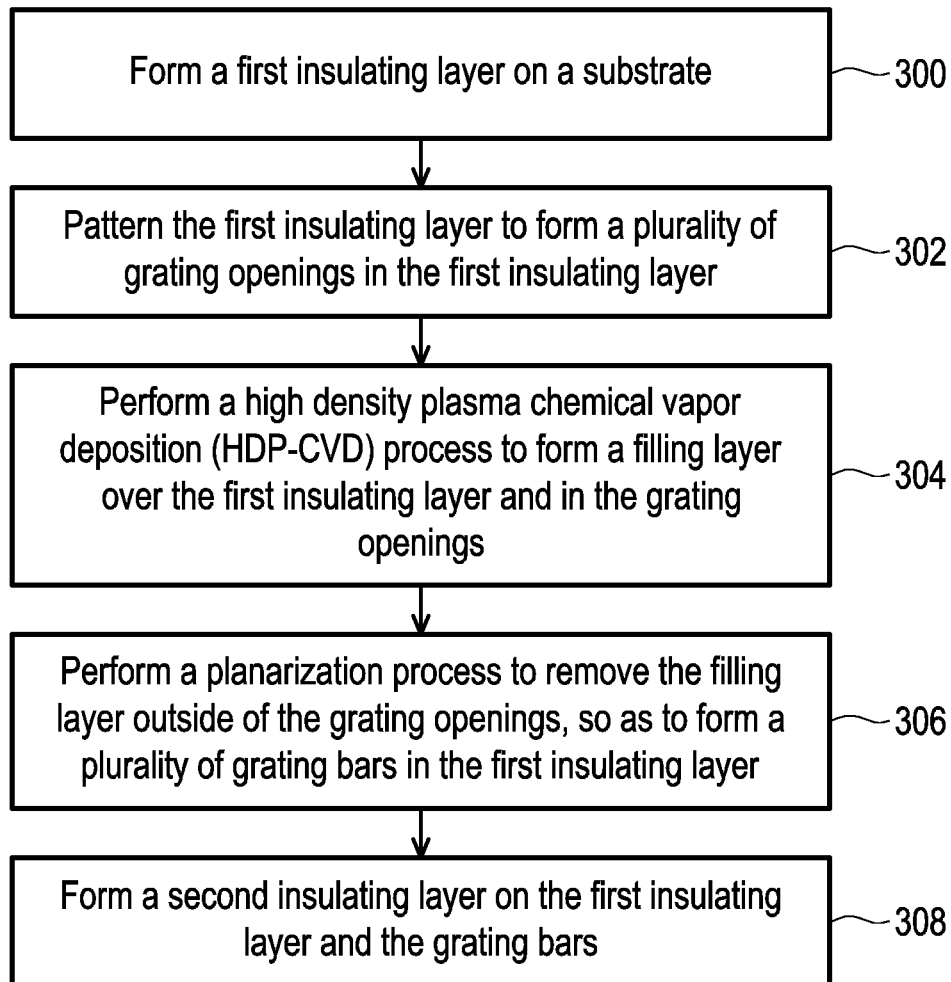 Form a first insulating layer on a substrate
300
Pattern the first insulating layer to form a plurality of
grating openings in the first insulating layer
302
Perform a high density plasma chemical vapor
deposition (HDP-CVD) process to form a filling layer
over the first insulating layer and in the grating
openings
304
Perform a planarization process to remove the filling
layer outside of the grating openings, so as to form a
plurality of grating bars in the first insulating layer
306
Form a second insulating layer on the first insulating
layer and the grating bars
308